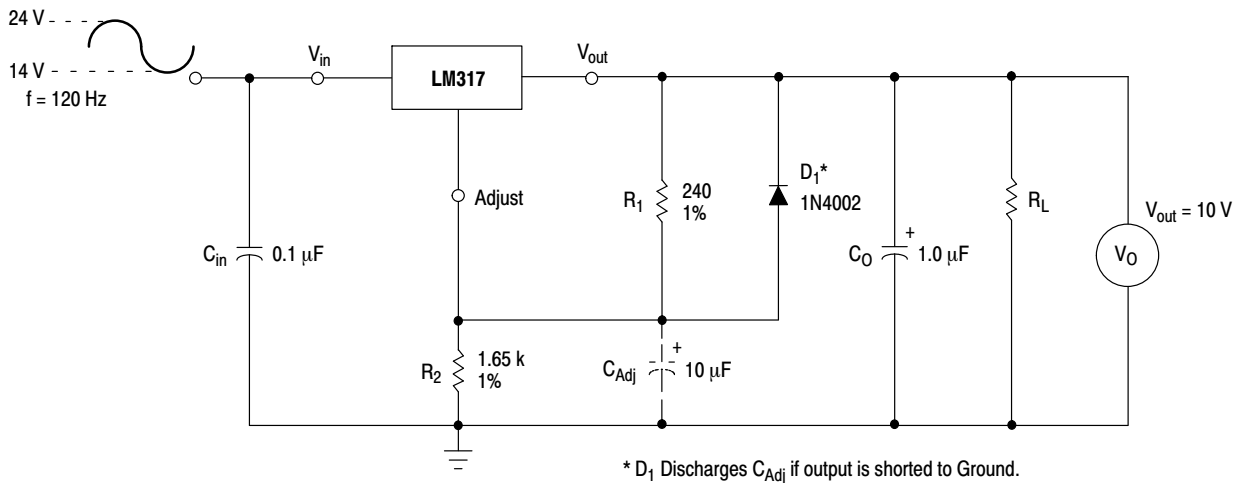 24 V
14 V
f = 120 Hz
Vin
LM317
Vout
Adjust
Cin
0.1 μF
R1
240
1%
D1*
1N4002
CO
+
1.0 μF
RL
Vout = 10 V
VO
R2
1.65 k
1%
CAdj
+
10 μF
* D1 Discharges CAdj if output is shorted to Ground.